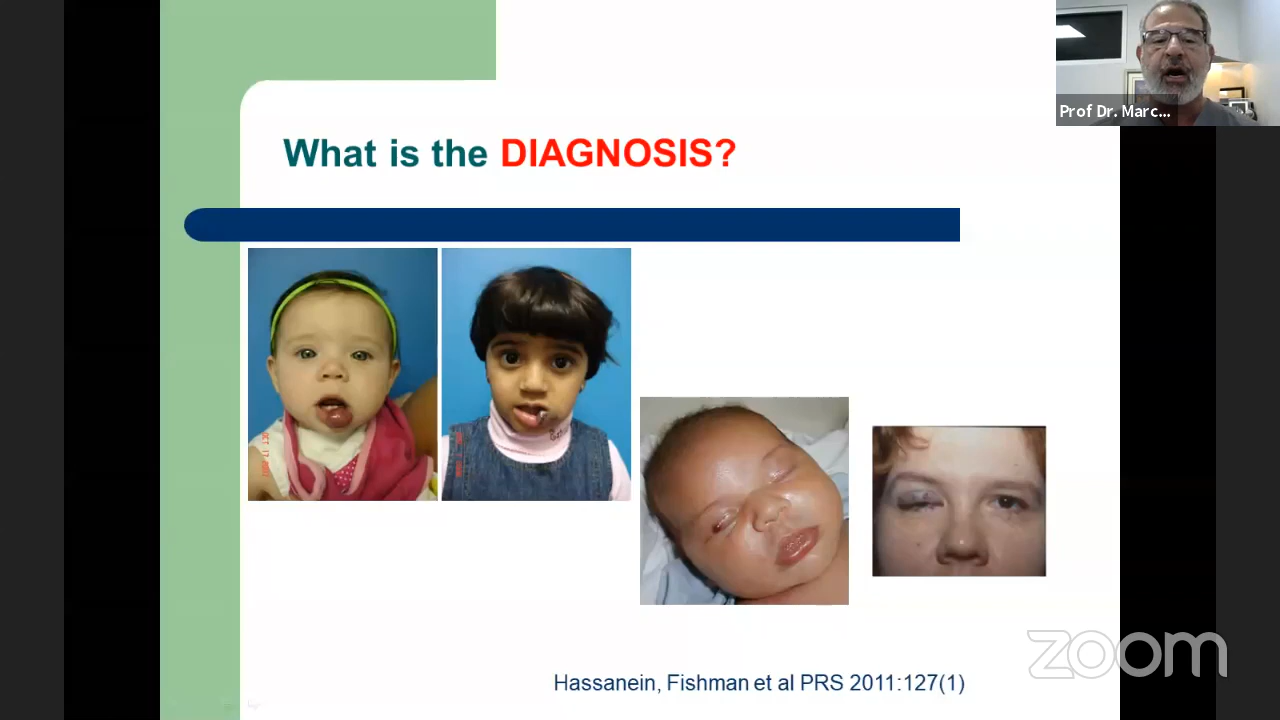 Prof Dr. Marc...
What is the DIAGNOSIS?
Hassanein, Fishman et al PRS 2011:127(1)
zoom